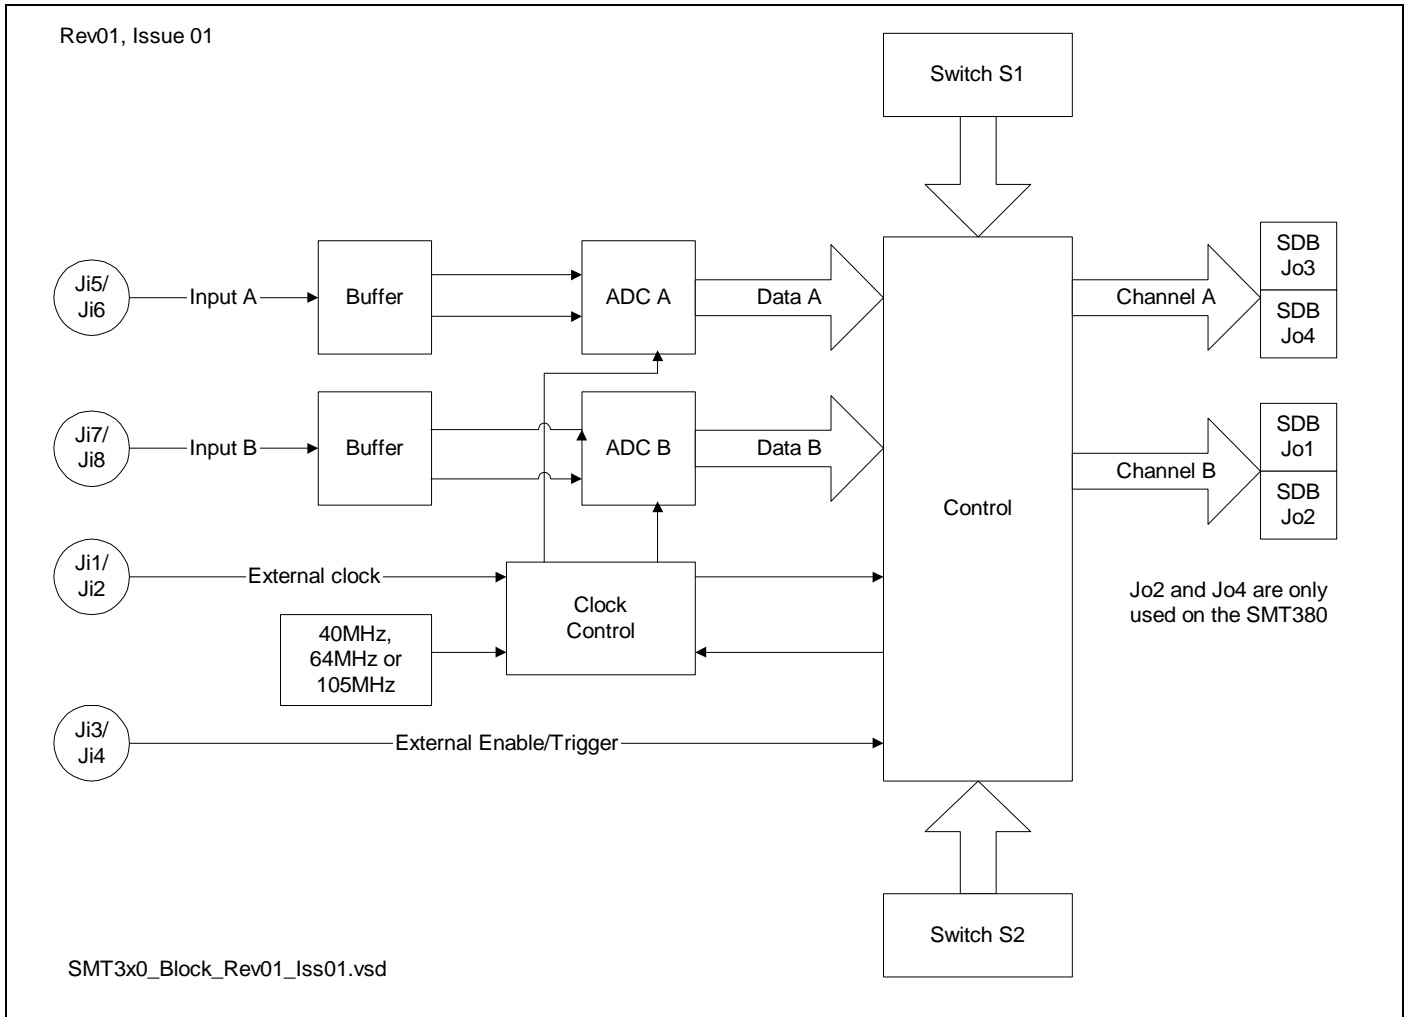 Rev01, Issue 01
Switch S1
Ji5/
Ji6
Input A
Buffer
ADC A
Data A
Channel A
SDB
Jo3
SDB
Jo4
Ji7/
Ji8
Input B
Buffer
ADC B
Data B
Control
Channel B
SDB
Jo1
SDB
Jo2
Ji1/
Ji2
External clock
Clock
Control
40MHz,
64MHz or
105MHz
Jo2 and Jo4 are only
used on the SMT380
Ji3/
Ji4
External Enable/Trigger
Switch S2
SMT3x0_Block_Rev01_Iss01.vsd